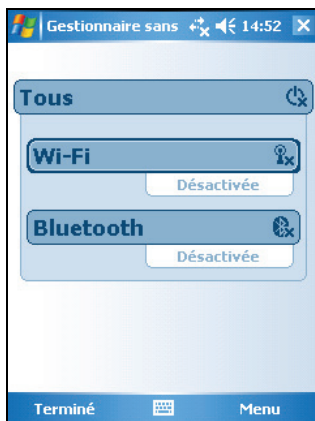 Gestionnaire sans 14:52
Tous
Wi-Fi
Désactivée
Bluetooth
Désactivée
Terminé Menu